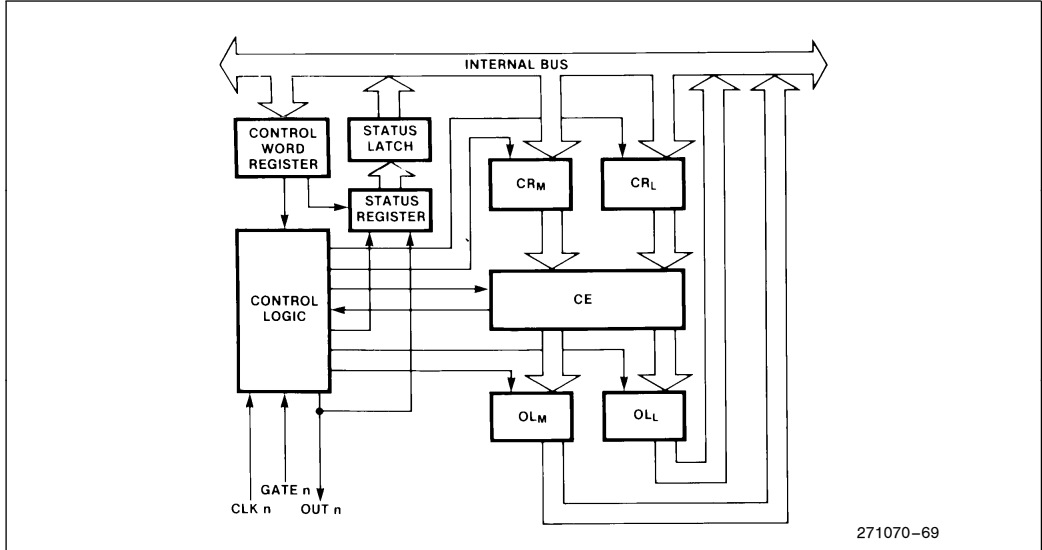 INTERNAL BUS
CONTROL
WORD
REGISTER
STATUS
LATCH
STATUS
REGISTER
CRM
CRL
CONTROL
LOGIC
CE
OLM
OLL
GATE n
CLK n
OUT n
271070–69